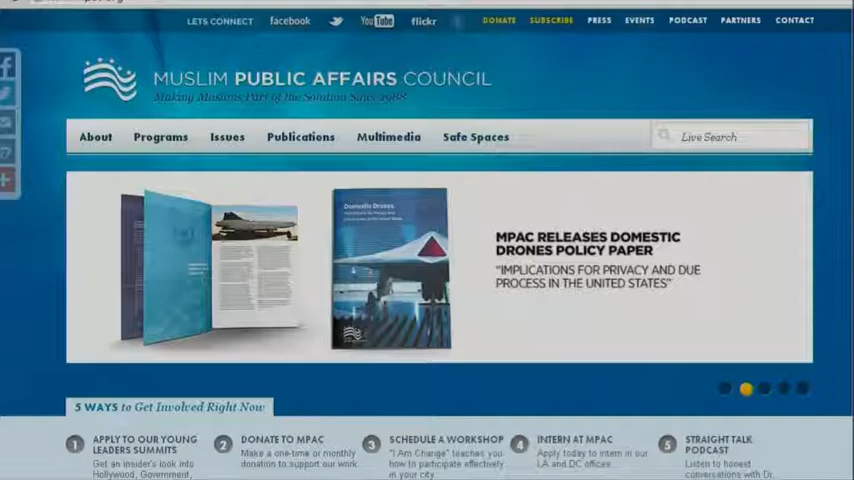 LETS CONNECT facebook You Tube flickr DONATE SUBSCRIBE PRESS EVENTS PODCAST PARTNERS CONTACT
MUSLIM PUBLIC AFFAIRS COUNCIL
Making Muslims Part of the Solution Since 1988
About Programs Issues Publications Multimedia Safe Spaces Live Search
Domestic Drones
MPAC RELEASES DOMESTIC
DRONES POLICY PAPER
"IMPLICATIONS FOR PRIVACY AND DUE
PROCESS IN THE UNITED STATES"
5 WAYS to Get Involved Right Now
1 APPLY TO OUR YOUNG
LEADERS SUMMITS
Get an insider's look into
Hollywood, Government,
2 DONATE TO MPAC
Make a one-time or monthly
donation to support our work.
3 SCHEDULE A WORKSHOP
"I Am Change" teaches you
how to participate effectively
in your city.
4 INTERN AT MPAC
Apply today to intern in our
LA and DC offices.
5 STRAIGHT TALK
PODCAST
Listen to honest
conversations with Dr.